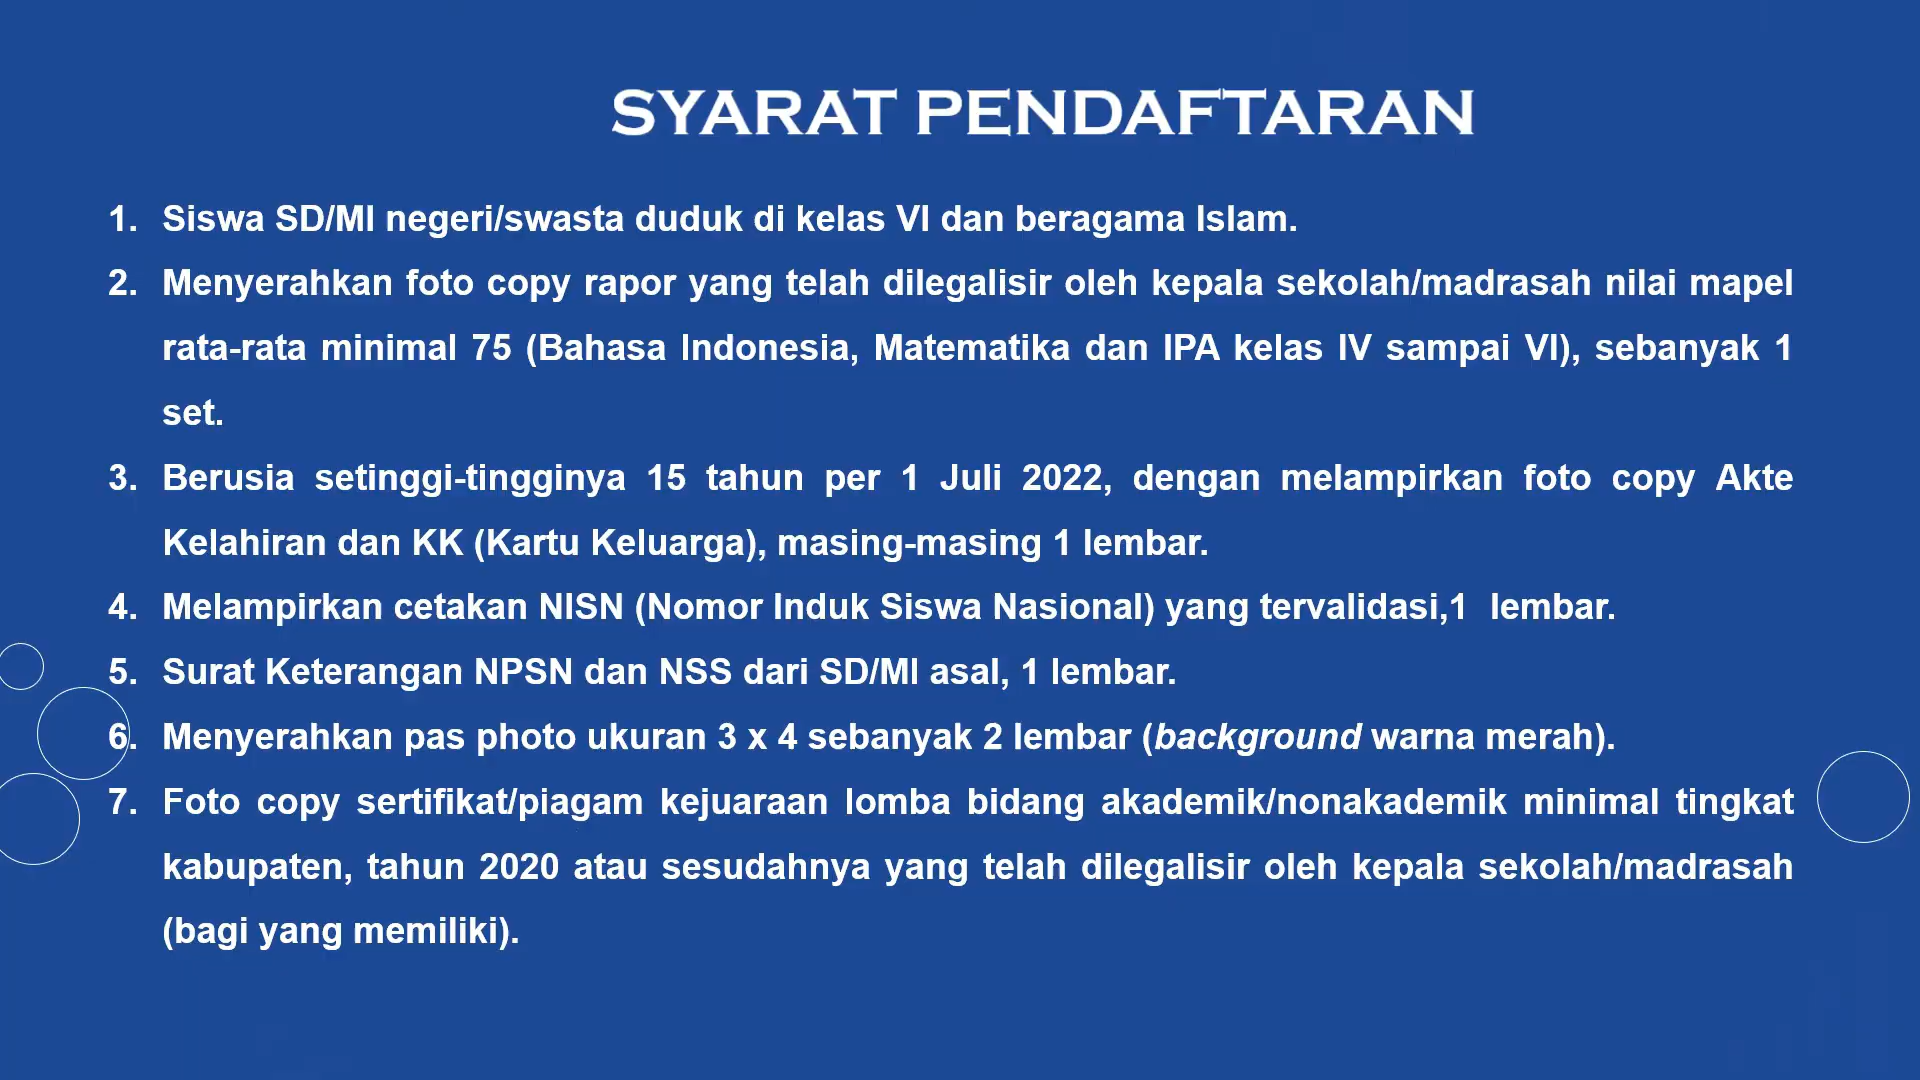 SYARAT PENDAFTARAN
1. Siswa SD/MI negeri/swasta duduk di kelas VI dan beragama Islam.
2. Menyerahkan foto copy rapor yang telah dilegalisir oleh kepala sekolah/madrasah nilai mapel
rata-rata minimal 75 (Bahasa Indonesia, Matematika dan IPA kelas IV sampai VI), sebanyak 1
set.
3. Berusia setinggi-tingginya 15 tahun per 1 Juli 2022, dengan melampirkan foto copy Akte
Kelahiran dan KK (Kartu Keluarga), masing-masing 1 lembar.
4. Melampirkan cetakan NISN (Nomor Induk Siswa Nasional) yang tervalidasi,1 lembar.
5. Surat Keterangan NPSN dan NSS dari SD/MI asal, 1 lembar.
6. Menyerahkan pas photo ukuran 3 x 4 sebanyak 2 lembar (background warna merah).
7. Foto copy sertifikat/piagam kejuaraan lomba bidang akademik/nonakademik minimal tingkat
kabupaten, tahun 2020 atau sesudahnya yang telah dilegalisir oleh kepala sekolah/madrasah
(bagi yang memiliki).